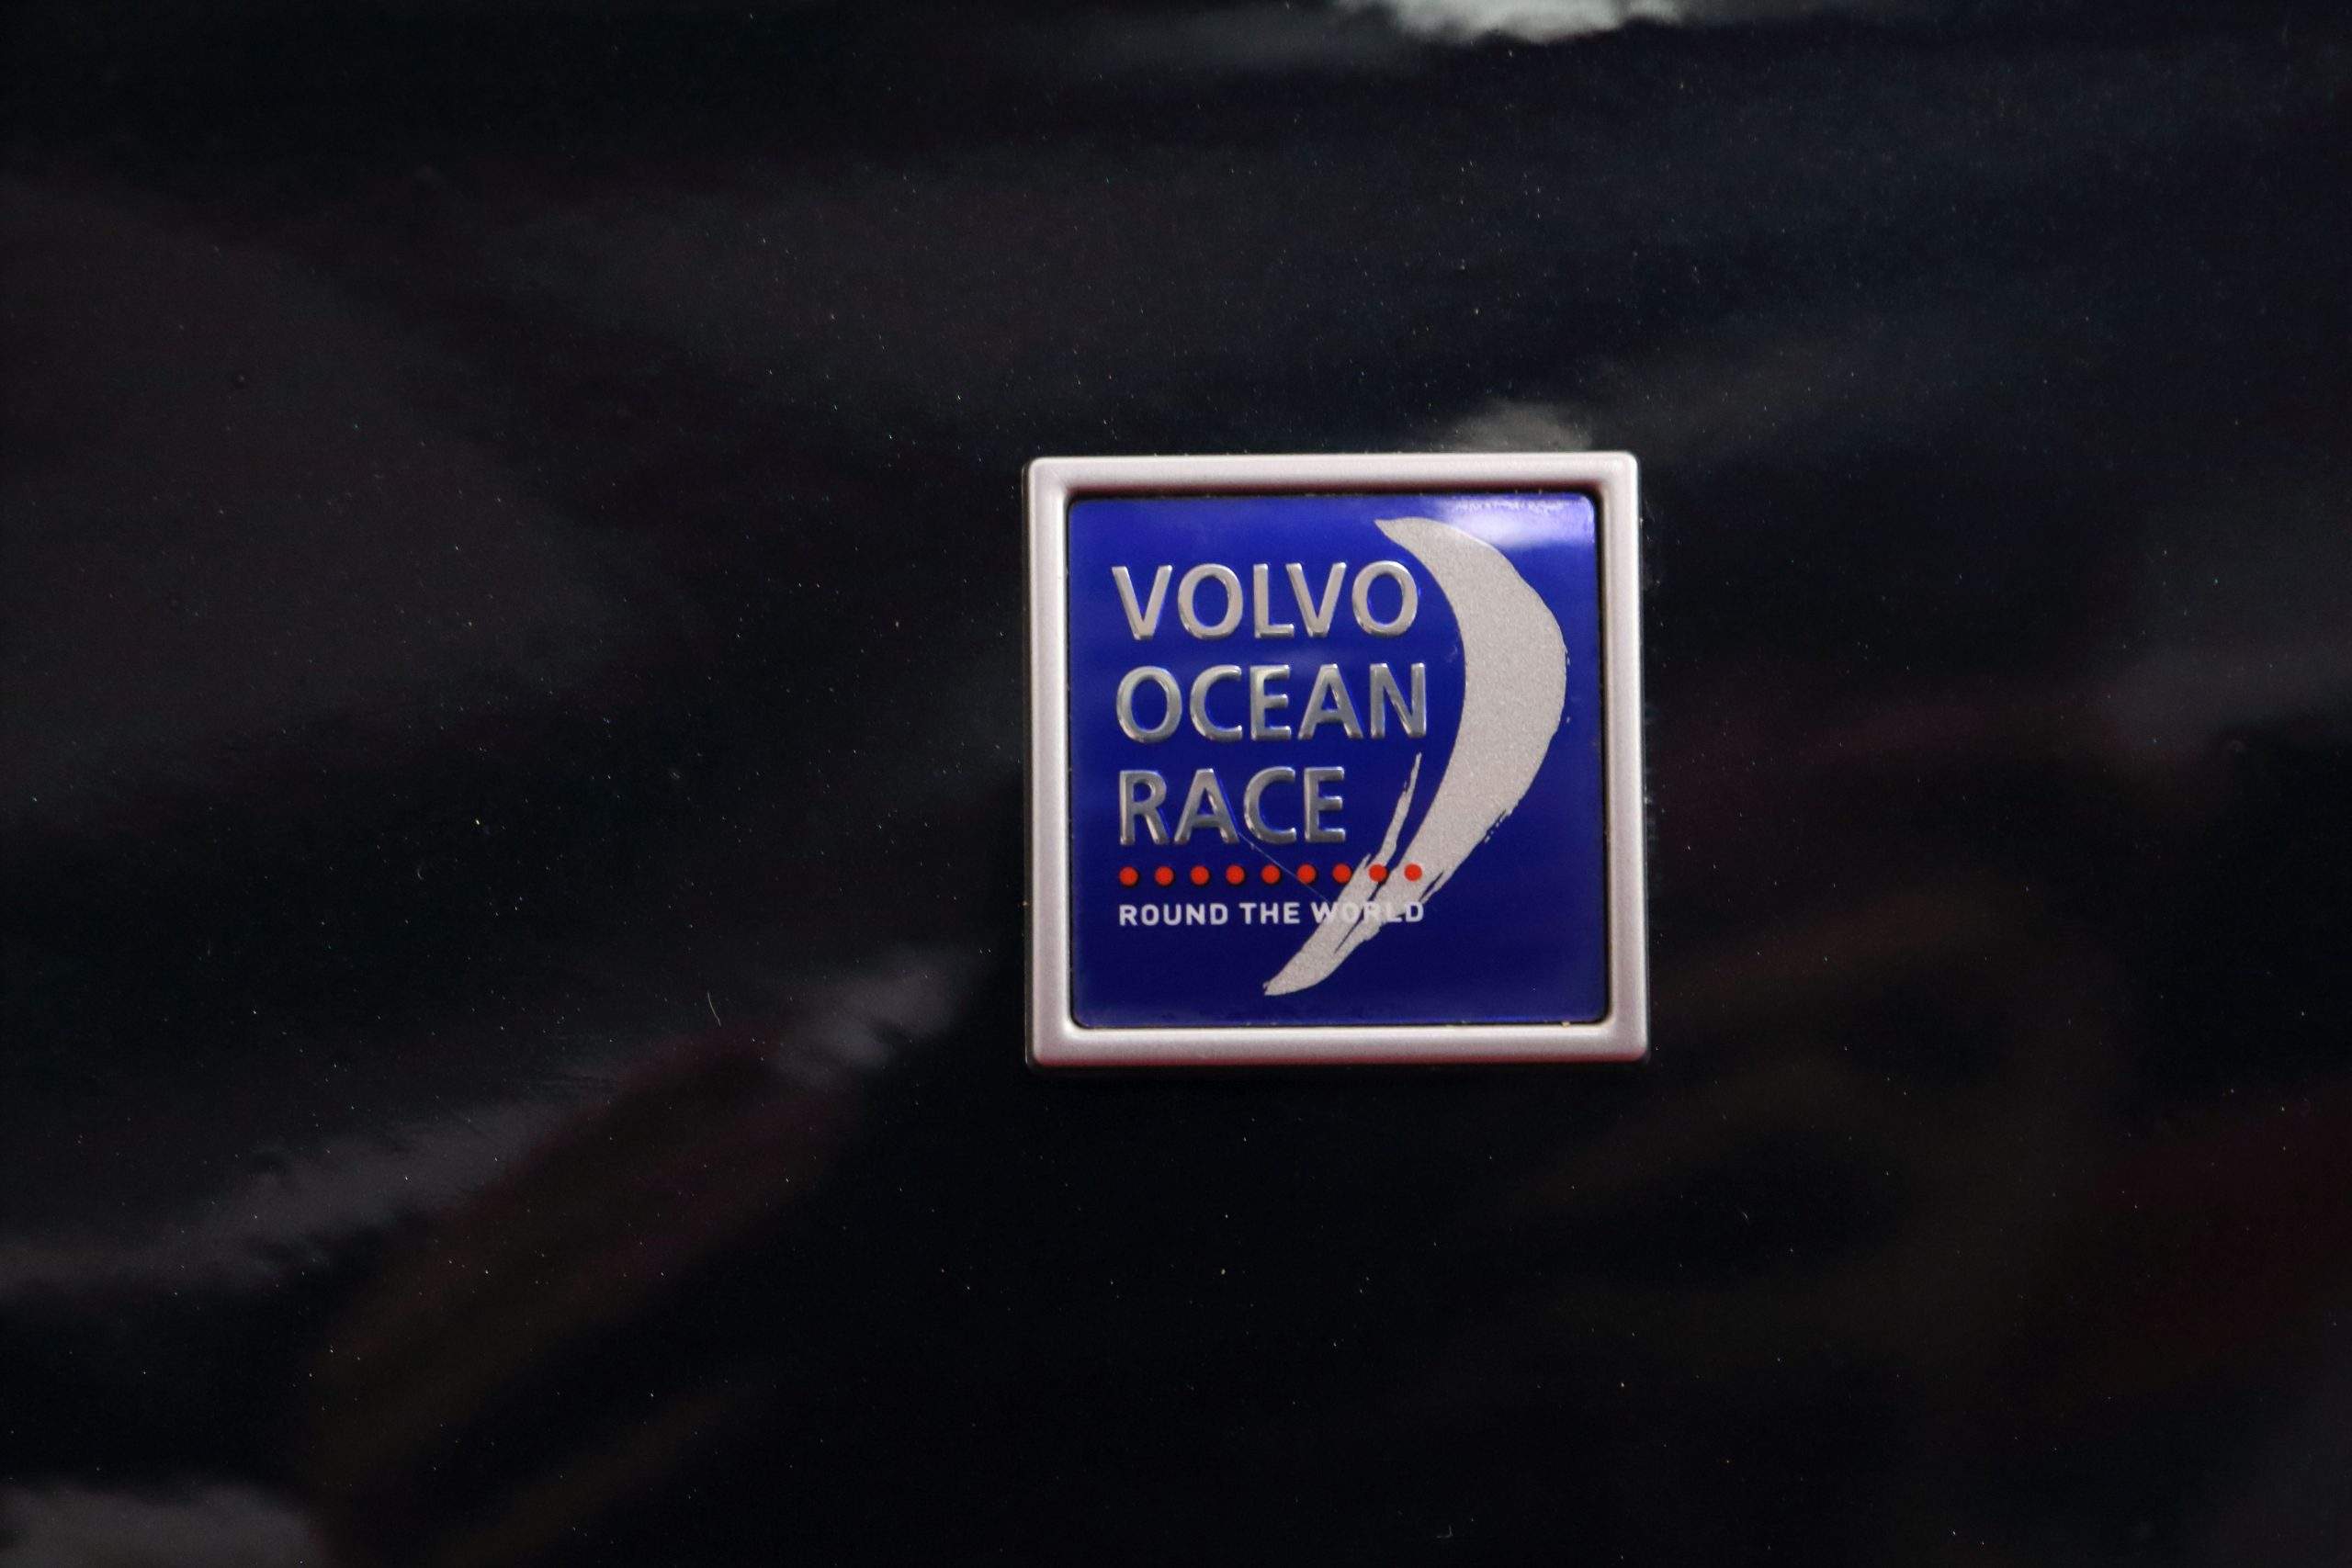 VOLVO
OCEAN
RACE
ROUND THE WORLD